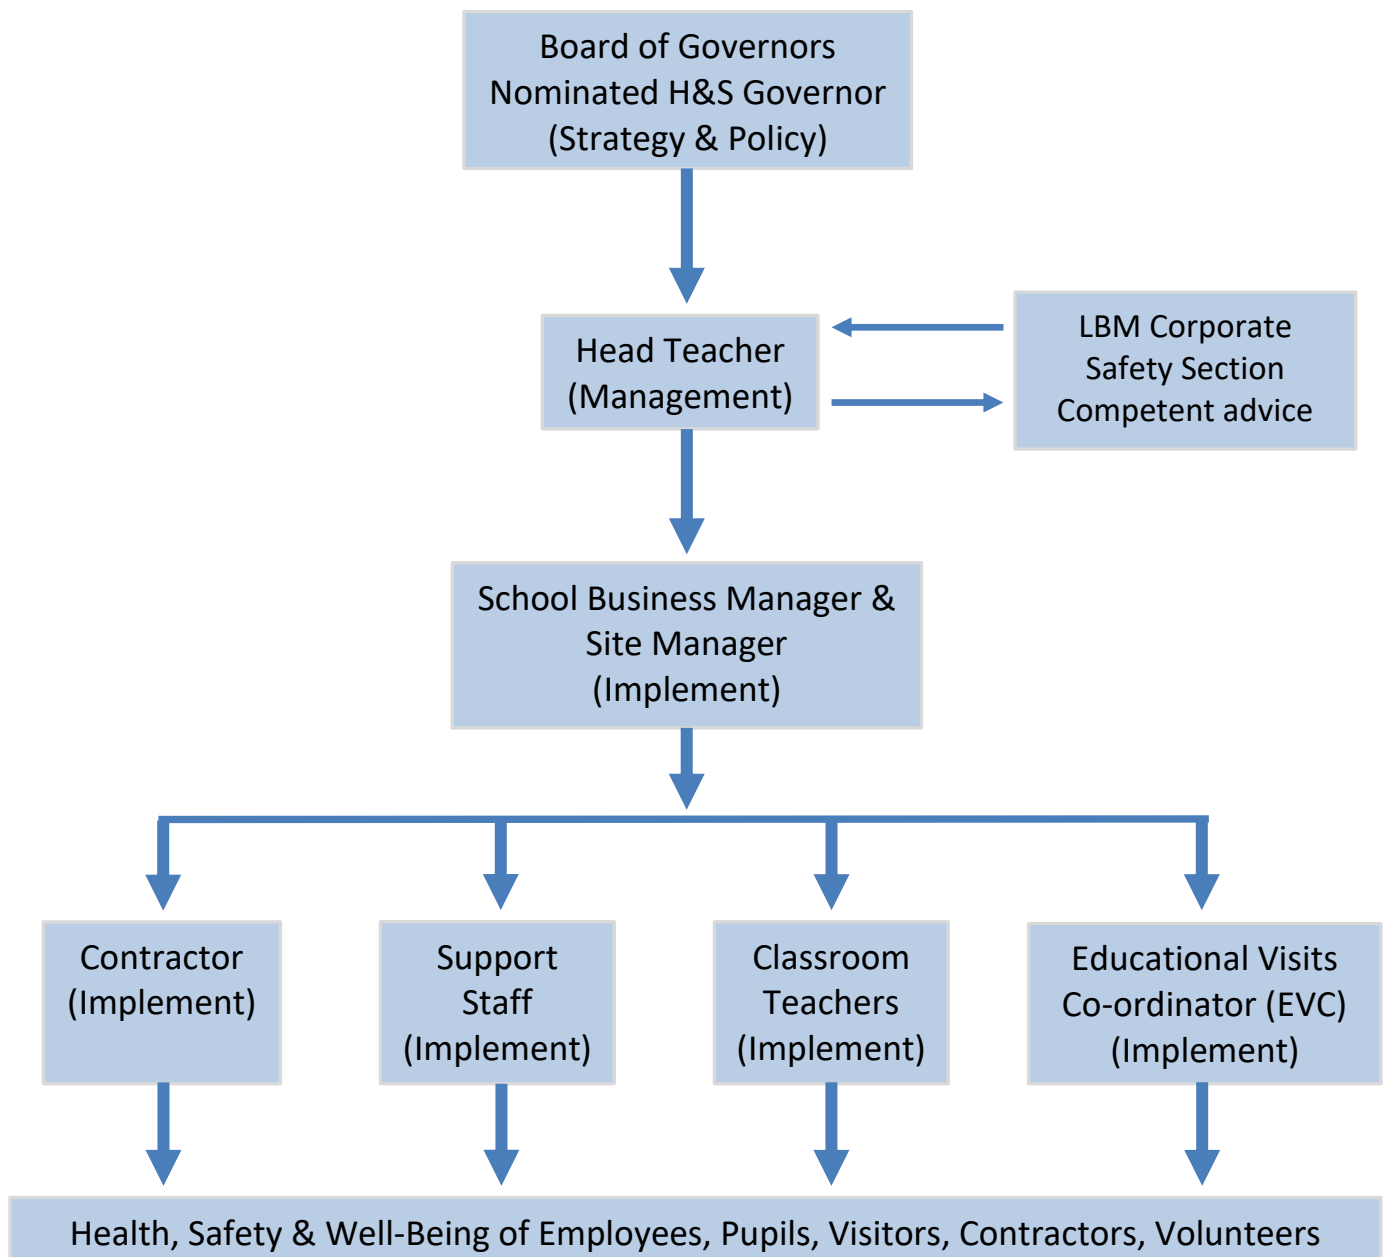 Board of Governors
Nominated H&S Governor
(Strategy & Policy)
Head Teacher
(Management)
LBM Corporate
Safety Section
Competent advice
School Business Manager &
Site Manager
(Implement)
Contractor
(Implement)
Support
Staff
(Implement)
Classroom
Teachers
(Implement)
Educational Visits
Co-ordinator (EVC)
(Implement)
Health, Safety & Well-Being of Employees, Pupils, Visitors, Contractors, Volunteers